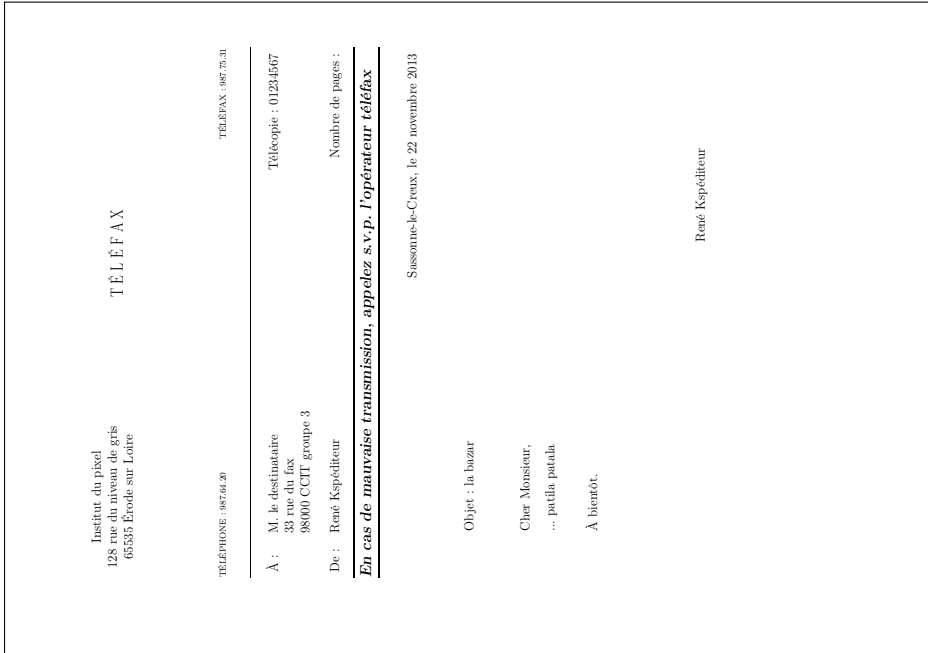 Institut du pixel
128 rue du niveau de gris
65535 Érode sur Loire
TÉLÉFAX
TÉLÉPHONE : 987.64.20
TÉLÉFAX : 987.75.31
À : M. le destinataire
Télécopie : 01234567
33 rue du fax
98000 CCIT groupe 3
De : René Kspéditeur
Nombre de pages :
En cas de mauvaise transmission, appelez s.v.p. l'opérateur téléfax
Sassonne-le-Creux, le 22 novembre 2013
Objet : la bazar
Cher Monsieur,
... patila patala
À bientôt.
René Kspéditeur